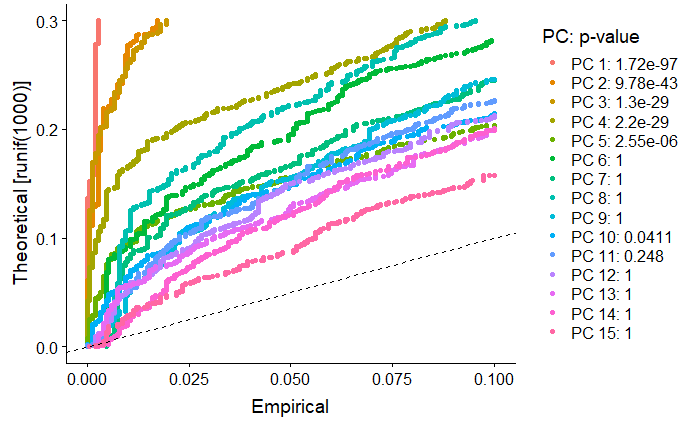 0.3
0.2
0.1
0.0
Theoretical [runif(1000)]
0.000
0.025
0.050
0.075
0.100
Empirical
PC: p-value
PC 1: 1.72e-97
PC 2: 9.78e-43
PC 3: 1.3e-29
PC 4: 2.2e-29
PC 5: 2.55e-06
PC 6: 1
PC 7: 1
PC 8: 1
PC 9: 1
PC 10: 0.0411
PC 11: 0.248
PC 12: 1
PC 13: 1
PC 14: 1
PC 15: 1